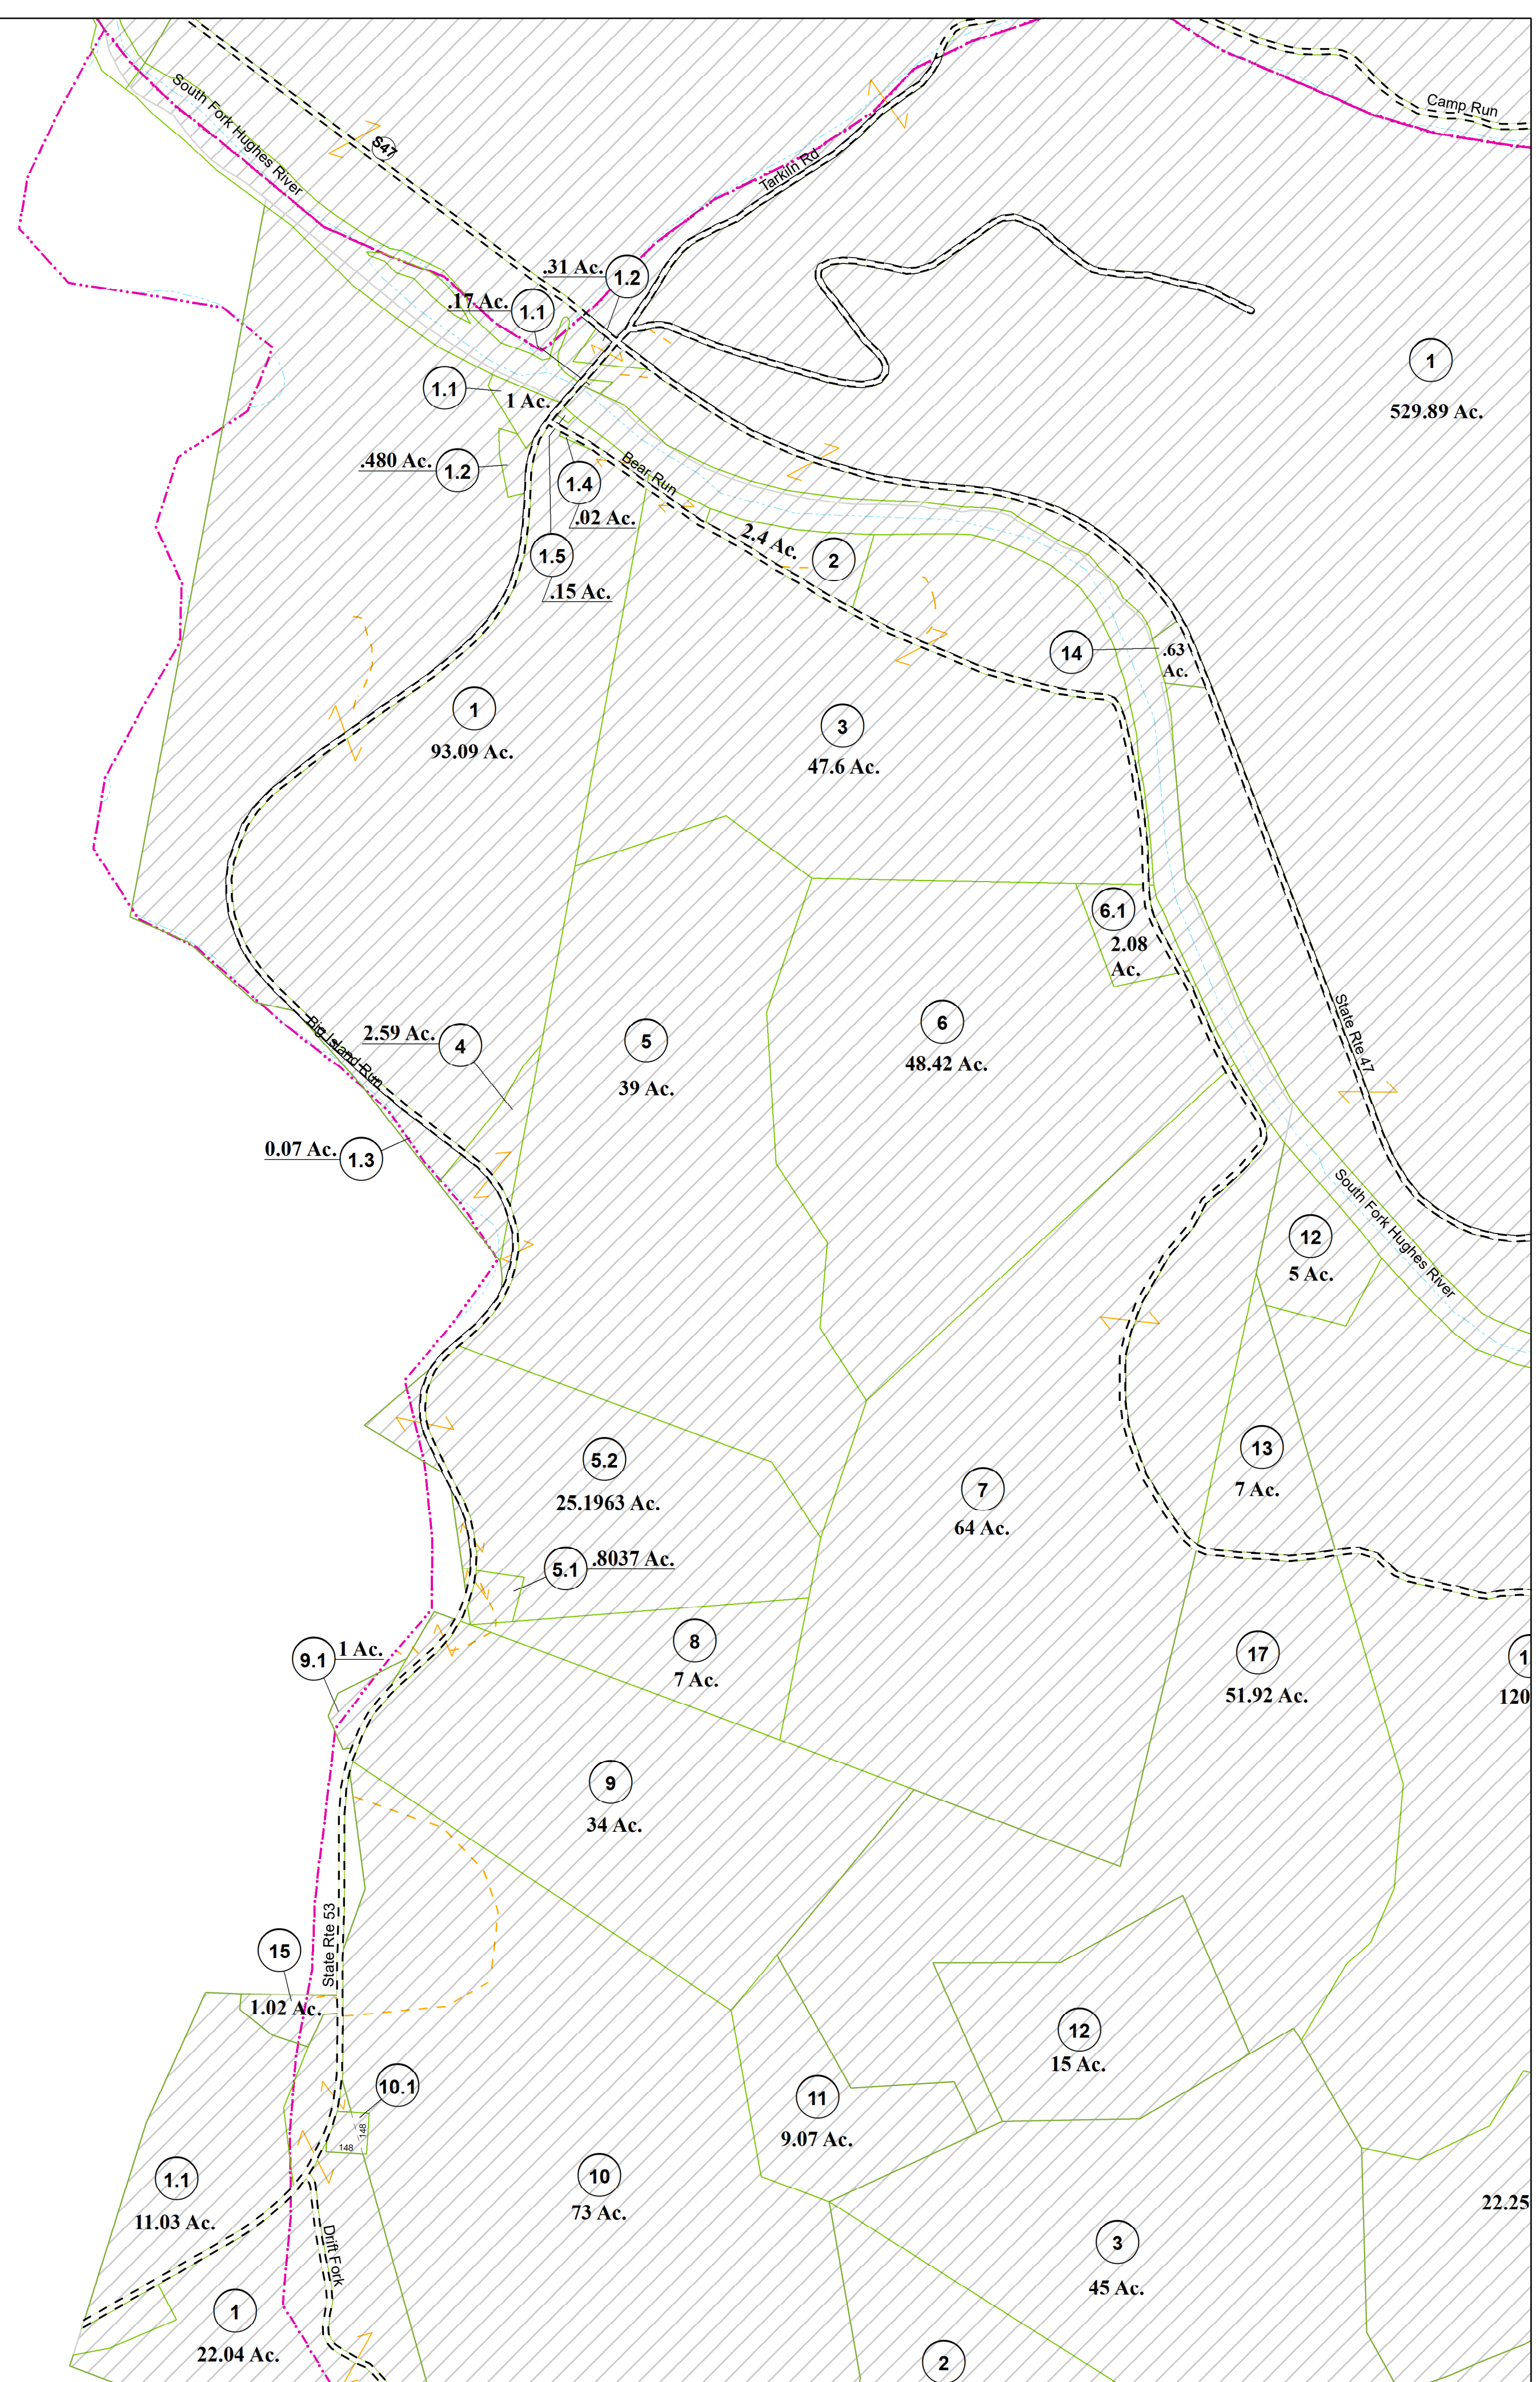 Camp Run
South Fork Hughes River
S47
Tarkiln Rd
.31 Ac.
1.2
.17 Ac.
1.1
1
529.89 Ac.
1.1
1 Ac.
.480 Ac.
1.2
Bear Run
1.4
.02 Ac.
1.5
.15 Ac.
2.4 Ac.
2
14
.63
Ac.
1
93.09 Ac.
3
47.6 Ac.
6.1
2.08
Ac.
State Rte 47
Big Island Run
2.59 Ac.
4
5
39 Ac.
6
48.42 Ac.
0.07 Ac.
1.3
South Fork Hughes River
12
5 Ac.
5.2
25.1963 Ac.
7
64 Ac.
13
7 Ac.
5.1
.8037 Ac.
9.1
1 Ac.
8
7 Ac.
17
51.92 Ac.
120
9
34 Ac.
State Rte 53
15
1.02 Ac.
12
15 Ac.
10.1
148
148
11
9.07 Ac.
1.1
11.03 Ac.
10
73 Ac.
22.25
Drift Fork
3
45 Ac.
1
22.04 Ac.
2